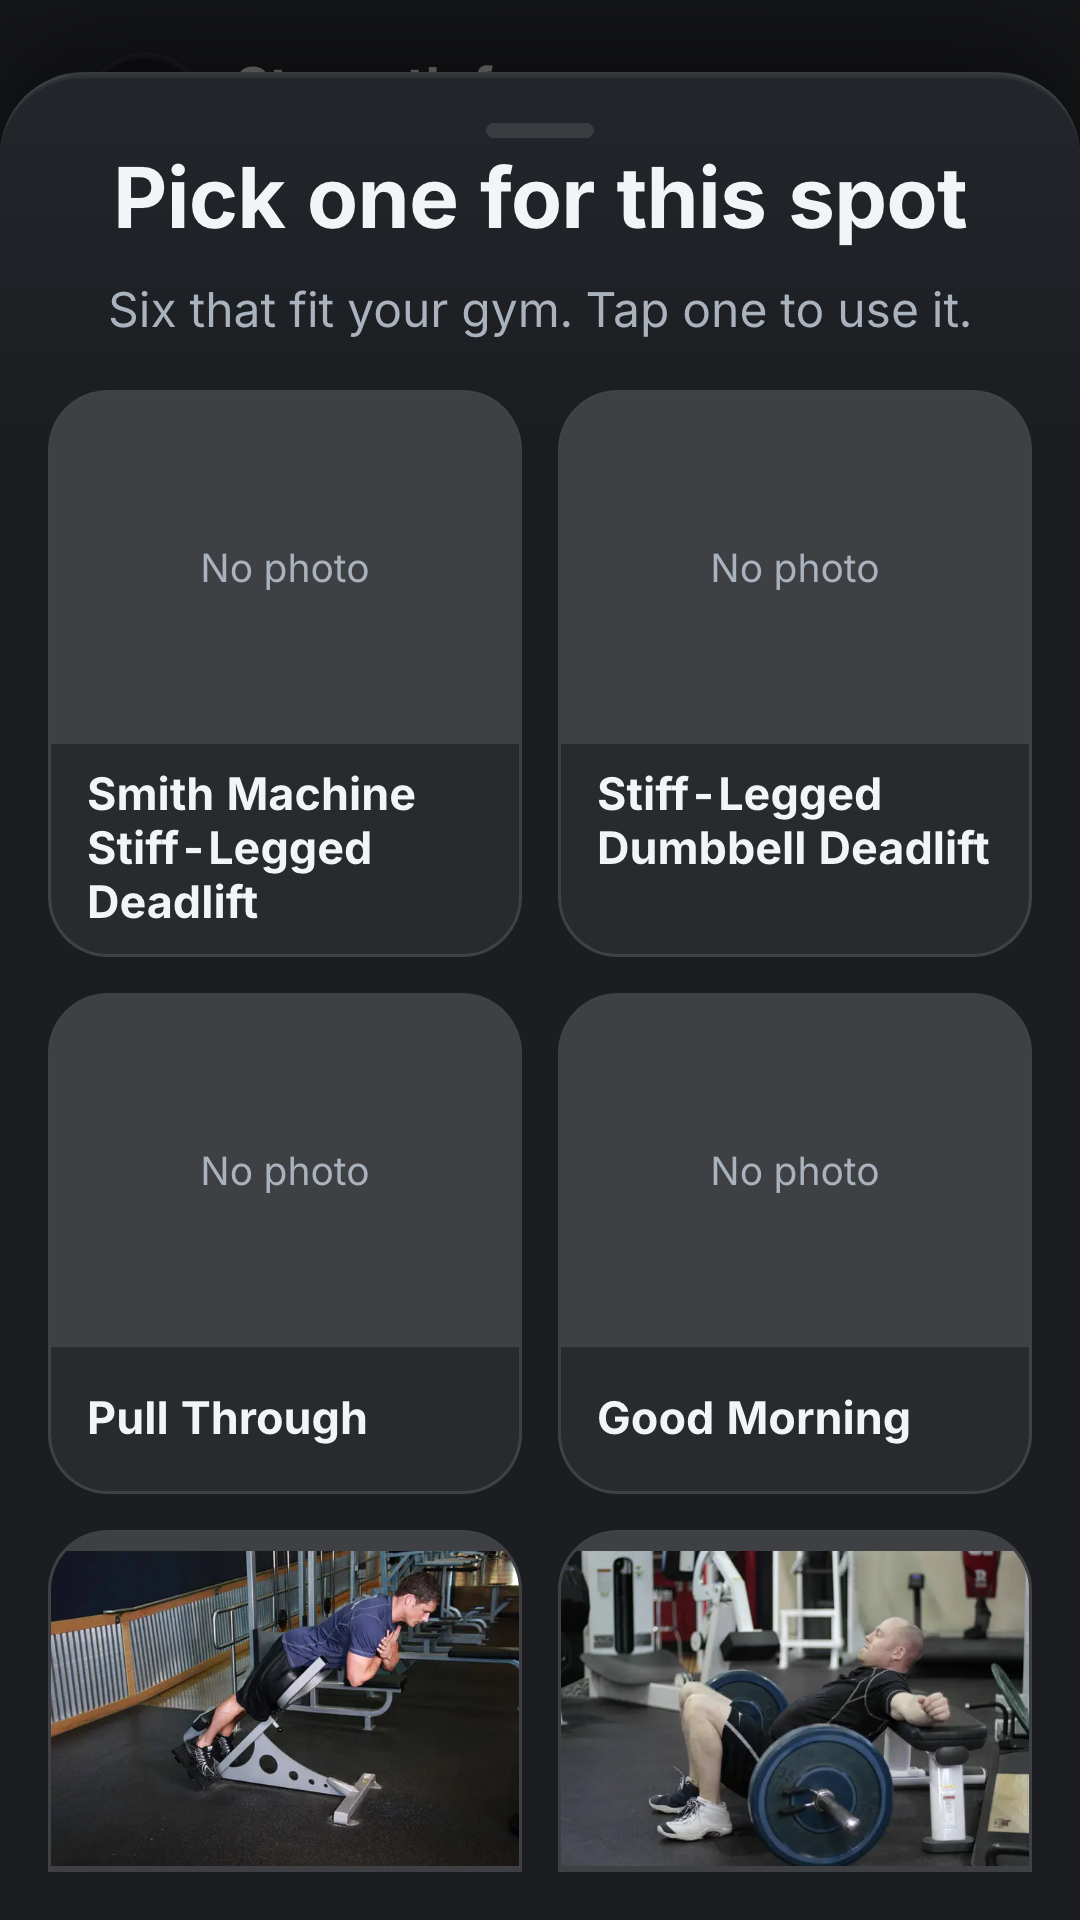 Pick one for this spot
Six that fit your gym. Tap one to use it.
No photo
No photo
Smith Machine
Stiff-Legged
Deadlift
Stiff-Legged
Dumbbell Deadlift
No photo
No photo
Pull Through
Good Morning